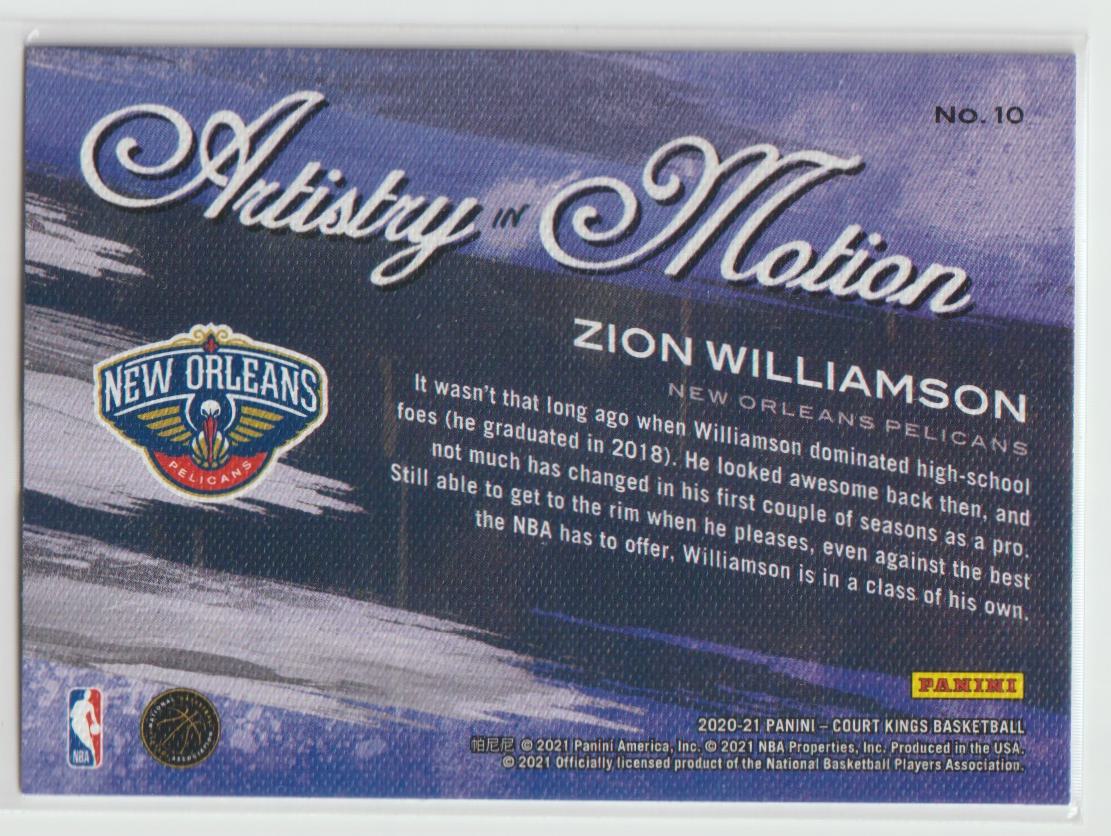 No. 10
Artistry IN Motion
ZION WILLIAMSON
NEW ORLEANS PELICANS
It wasn't that long ago when Williamson dominated high-school
foes (he graduated in 2018). He looked awesome back then, and
not much has changed in his first couple of seasons as a pro.
Still able to get to the rim when he pleases, even against the best
the NBA has to offer, Williamson is in a class of his own.
NEW ORLEANS
PELICANS
PANINI
2020-21 PANINI – COURT KINGS BASKETBALL
帕尼尼 © 2021 Panini America, Inc. © 2021 NBA Properties, Inc. Produced in the USA.
© 2021 Officially licensed product of the National Basketball Players Association.
NBA
NATIONAL BASKETBALL
ASSOCIATION